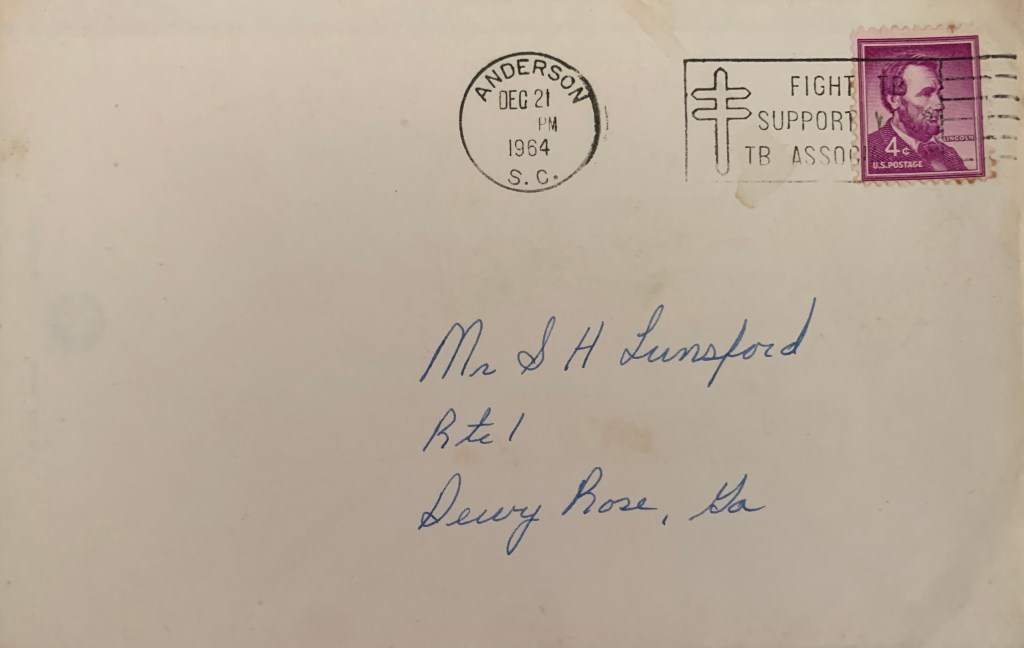 ANDERSON
DEC 21
PM
1964
S. C.
FIGHT TB
SUPPORT
TB ASSOC
LINCOLN
4¢
U.S. POSTAGE
Mr S H Lunsford
Rte 1
Dewy Rose, Ga